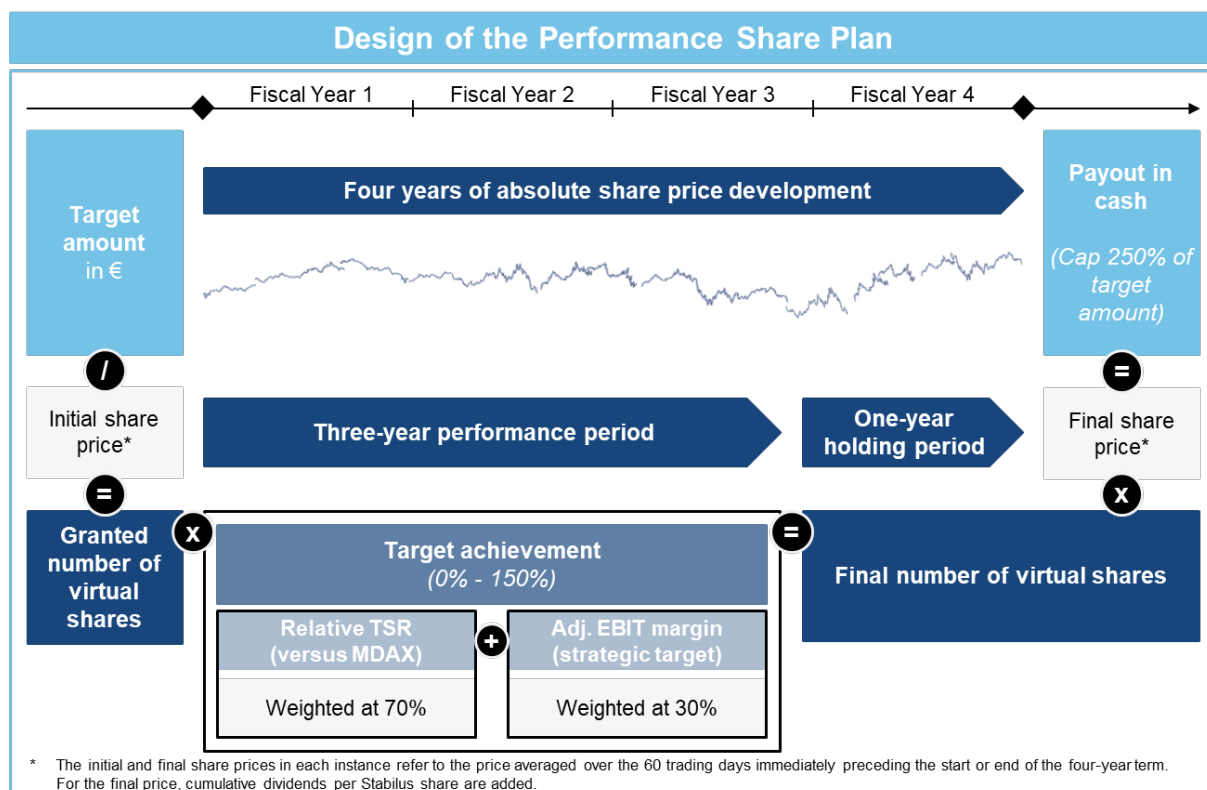 Design of the Performance Share Plan
Fiscal Year 1
Fiscal Year 2
Fiscal Year 3
Fiscal Year 4
Target
amount
in €
Four years of absolute share price development
Payout in
cash
(Cap 250% of
target
amount)
/
=
Initial share
price*
Three-year performance period
One-year
holding period
Final share
price*
=
x
Granted
number of
virtual
shares
x
Target achievement
(0% - 150%)
=
Final number of virtual shares
Relative TSR
(versus MDAX)
+
Adj. EBIT margin
(strategic target)
Weighted at 70%
Weighted at 30%
* The initial and final share prices in each instance refer to the price averaged over the 60 trading days immediately preceding the start or end of the four-year term.
For the final price, cumulative dividends per Stabilus share are added.